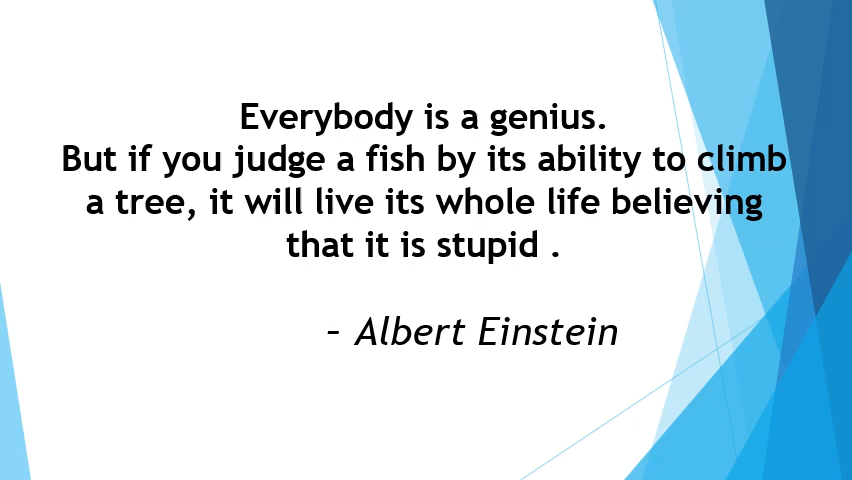 Everybody is a genius.
But if you judge a fish by its ability to climb
a tree, it will live its whole life believing
that it is stupid .
– Albert Einstein